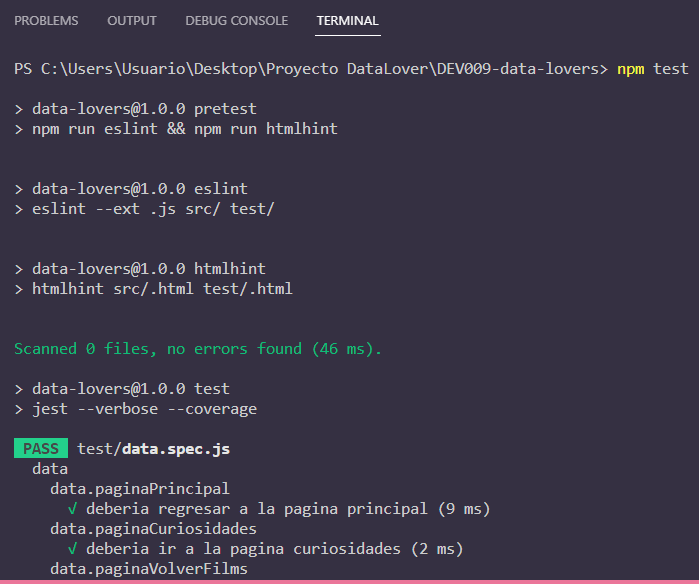 PROBLEMS OUTPUT DEBUG CONSOLE TERMINAL
PS C:\Users\Usuario\Desktop\Proyecto DataLover\DEV009-data-lovers> npm test
> data-lovers@1.0.0 pretest
> npm run eslint && npm run htmlhint
> data-lovers@1.0.0 eslint
> eslint --ext .js src/ test/
> data-lovers@1.0.0 htmlhint
> htmlhint src/.html test/.html
Scanned 0 files, no errors found (46 ms).
> data-lovers@1.0.0 test
> jest --verbose --coverage
PASS test/data.spec.js
data
data.paginaPrincipal
√ deberia regresar a la pagina principal (9 ms)
data.paginaCuriosidades
√ deberia ir a la pagina curiosidades (2 ms)
data.paginaVolverFilms